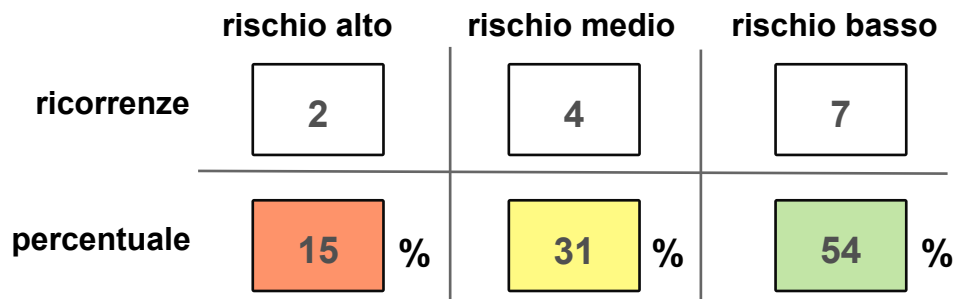 rischio alto rischio medio rischio basso
ricorrenze 2 4 7
percentuale 15 % 31 % 54 %